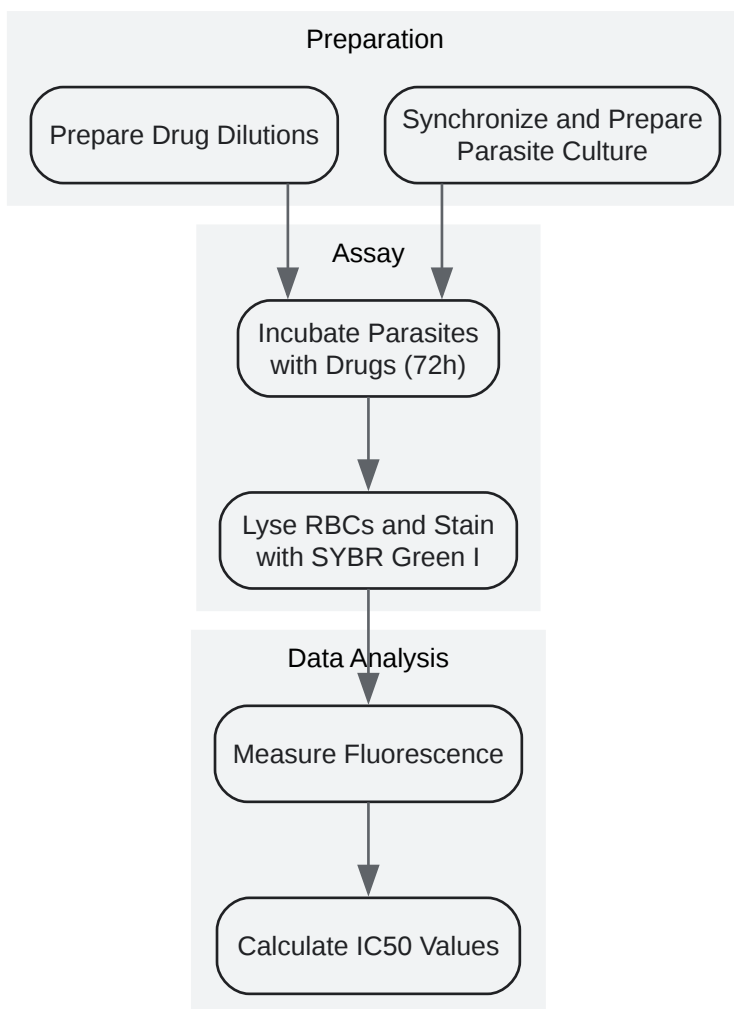 Preparation
Prepare Drug Dilutions
Synchronize and Prepare
Parasite Culture
Assay
Incubate Parasites
with Drugs (72h)
Lyse RBCs and Stain
with SYBR Green I
Data Analysis
Measure Fluorescence
Calculate IC50 Values